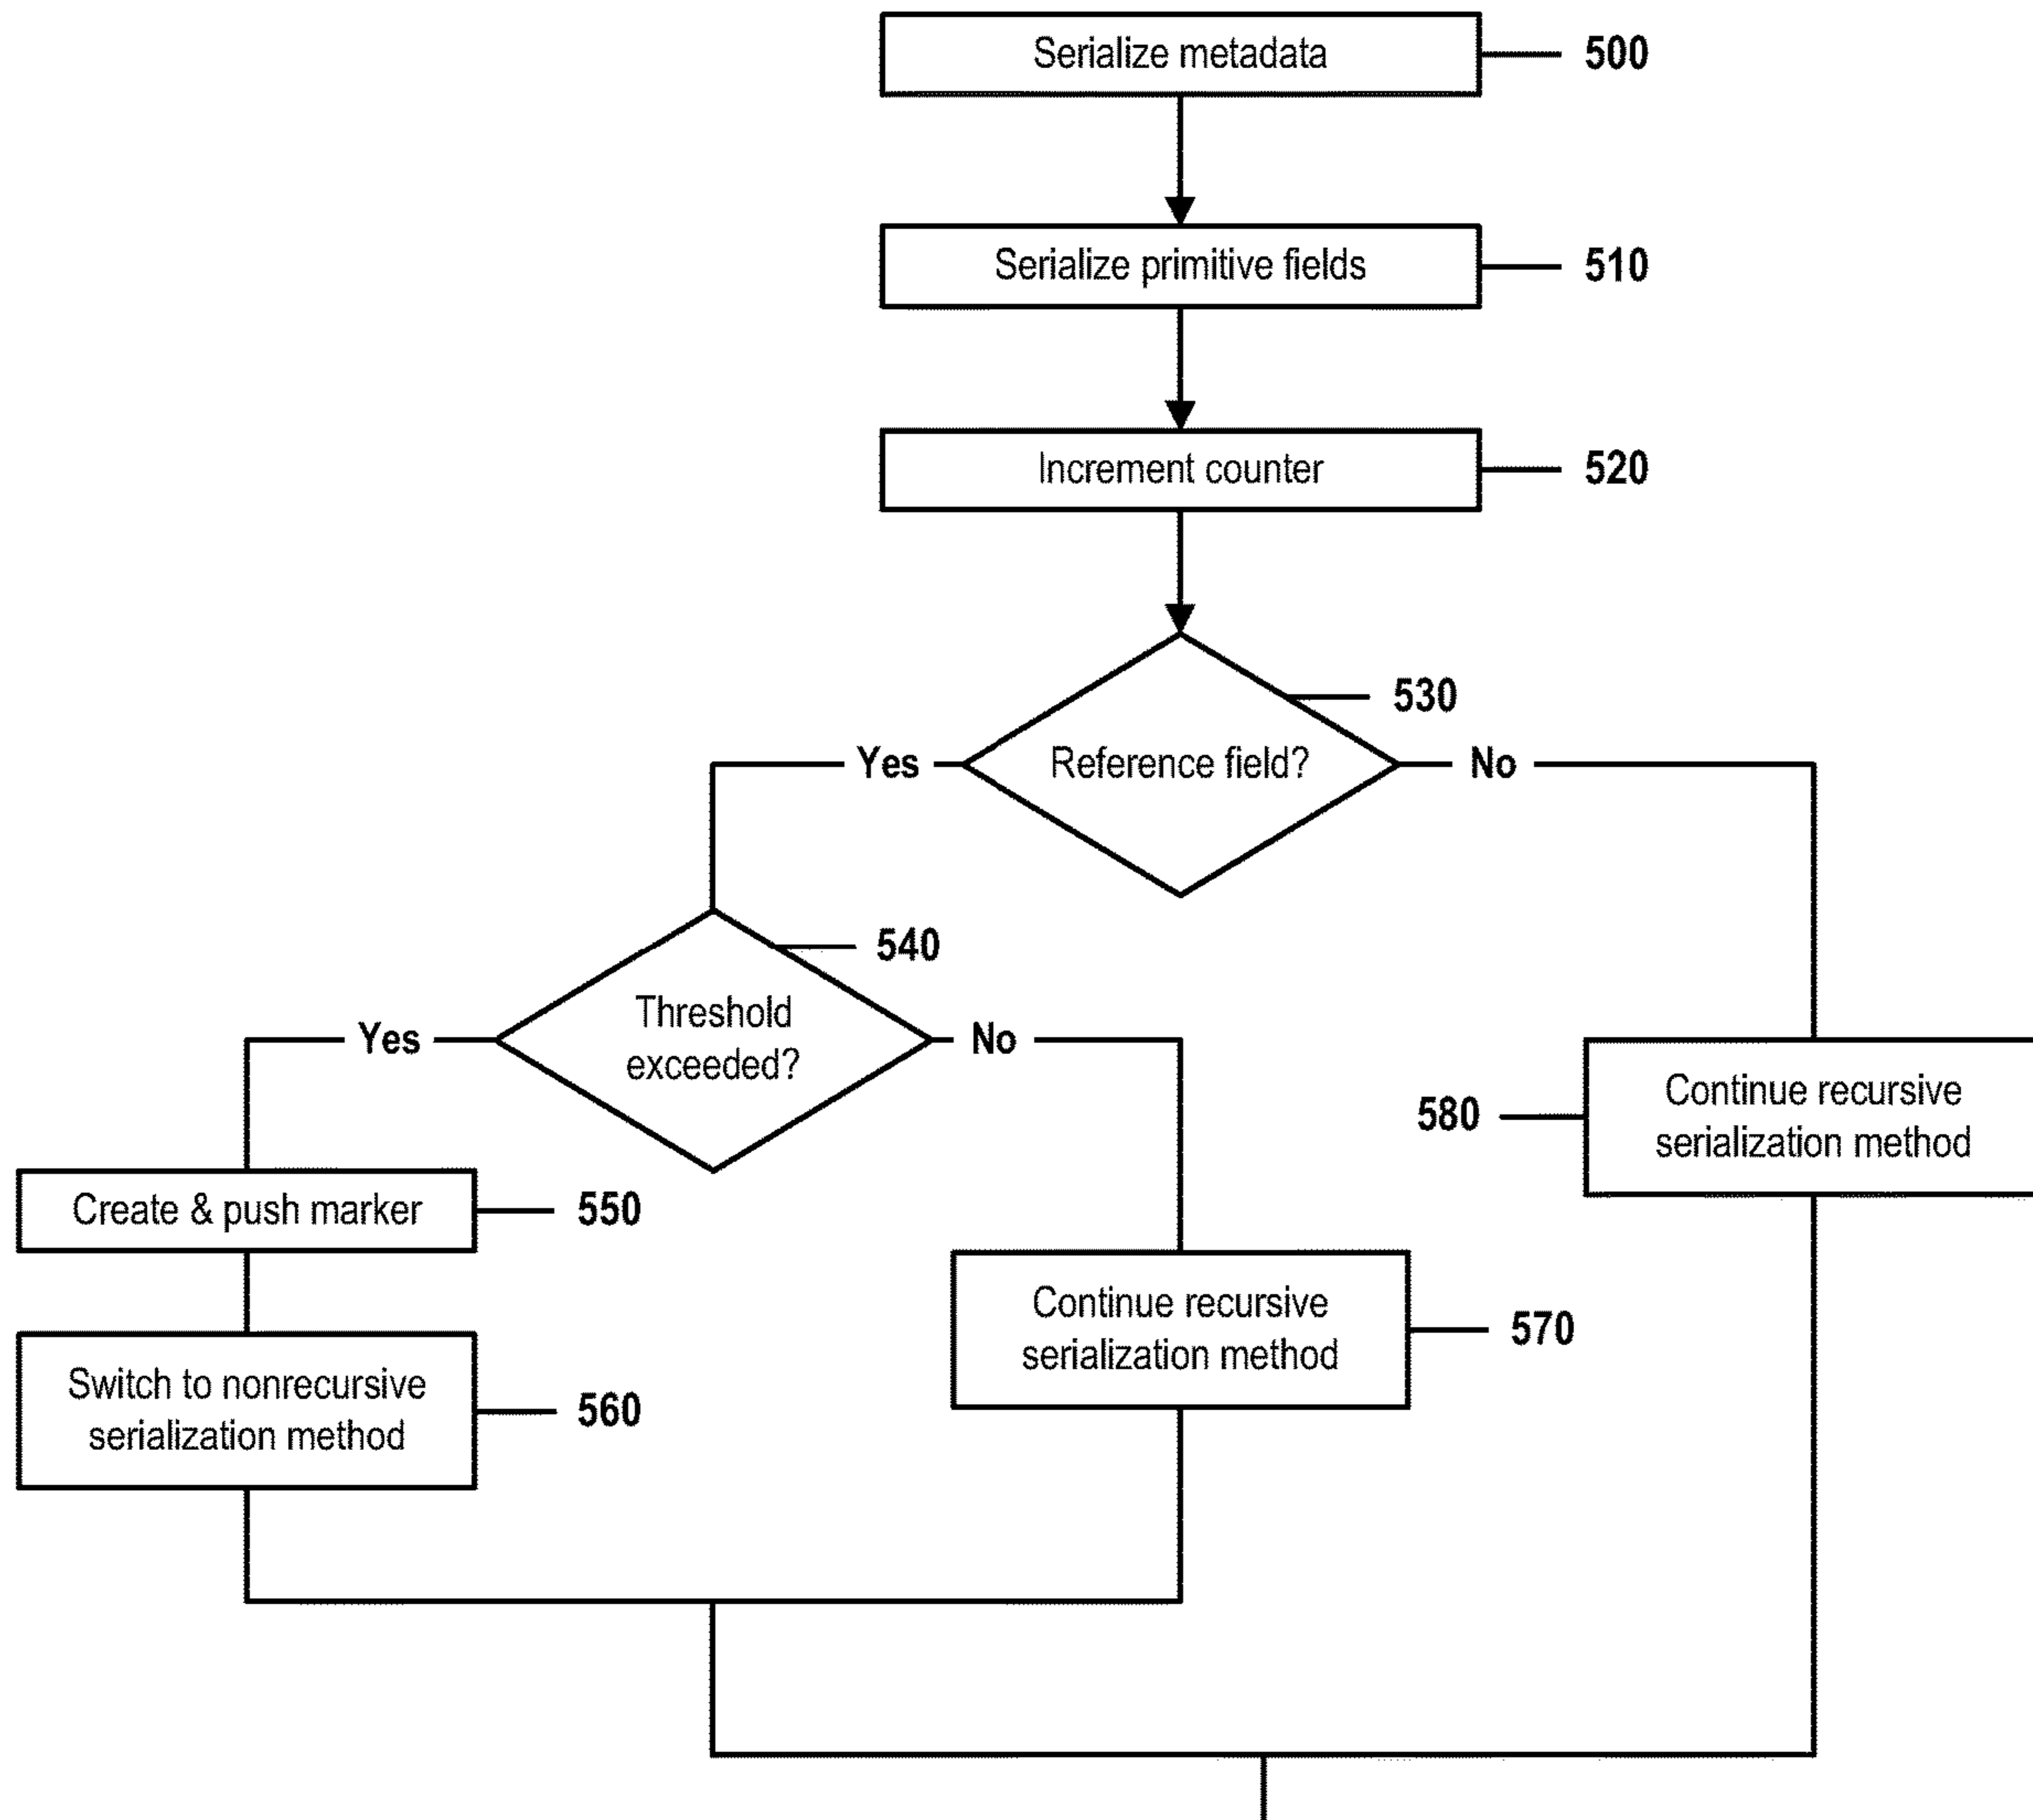 Serialize metadata
500
Serialize primitive fields
510
Increment counter
520
530
Yes
Reference field?
No
540
Yes
Threshold
exceeded?
No
580
Continue recursive
serialization method
Create & push marker
550
Continue recursive
serialization method
570
Switch to nonrecursive
serialization method
560